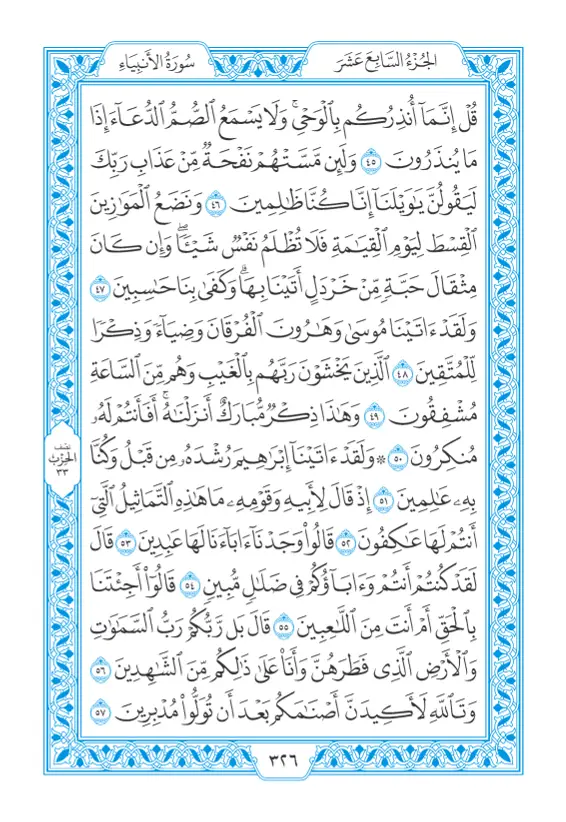 الجُزْءُ السَّابِعَ عَشَرَ
سُورَةُ الأَنبِيَاءِ
قُلْ إِنَّمَآ أُنذِرُكُم بِٱلْوَحْىِ ۚ وَلَا يَسْمَعُ ٱلصُّمُّ ٱلدُّعَآءَ إِذَا
مَا يُنذَرُونَ ٤٥ وَلَئِن مَّسَّتْهُمْ نَفْحَةٌ مِّنْ عَذَابِ رَبِّكَ
لَيَقُولُنَّ يَٰوَيْلَنَآ إِنَّا كُنَّا ظَٰلِمِينَ ٤٦ وَنَضَعُ ٱلْمَوَٰزِينَ
ٱلْقِسْطَ لِيَوْمِ ٱلْقِيَٰمَةِ فَلَا تُظْلَمُ نَفْسٌ شَيْـًٔا ۖ وَإِن كَانَ
مِثْقَالَ حَبَّةٍ مِّنْ خَرْدَلٍ أَتَيْنَا بِهَا ۗ وَكَفَىٰ بِنَا حَٰسِبِينَ ٤٧
وَلَقَدْ ءَاتَيْنَا مُوسَىٰ وَهَٰرُونَ ٱلْفُرْقَانَ وَضِيَآءً وَذِكْرًا
لِّلْمُتَّقِينَ ٤٨ ٱلَّذِينَ يَخْشَوْنَ رَبَّهُم بِٱلْغَيْبِ وَهُم مِّنَ ٱلسَّاعَةِ
مُشْفِقُونَ ٤٩ وَهَٰذَا ذِكْرٌ مُّبَارَكٌ أَنزَلْنَٰهُ ۚ أَفَأَنتُمْ لَهُۥ
مُنكِرُونَ ٥٠ ۞ وَلَقَدْ ءَاتَيْنَآ إِبْرَٰهِيمَ رُشْدَهُۥ مِن قَبْلُ وَكُنَّا
بِهِۦ عَٰلِمِينَ ٥١ إِذْ قَالَ لِأَبِيهِ وَقَوْمِهِۦ مَا هَٰذِهِ ٱلتَّمَاثِيلُ ٱلَّتِىٓ
أَنتُمْ لَهَا عَٰكِفُونَ ٥٢ قَالُوا۟ وَجَدْنَآ ءَابَآءَنَا لَهَا عَٰبِدِينَ ٥٣ قَالَ
لَقَدْ كُنتُمْ أَنتُمْ وَءَابَآؤُكُمْ فِى ضَلَٰلٍ مُّبِينٍ ٥٤ قَالُوٓا۟ أَجِئْتَنَا
بِٱلْحَقِّ أَمْ أَنتَ مِنَ ٱللَّٰعِبِينَ ٥٥ قَالَ بَل رَّبُّكُمْ رَبُّ ٱلسَّمَٰوَٰتِ
وَٱلْأَرْضِ ٱلَّذِى فَطَرَهُنَّ وَأَنَا۠ عَلَىٰ ذَٰلِكُم مِّنَ ٱلشَّٰهِدِينَ ٥٦
وَتَٱللَّهِ لَأَكِيدَنَّ أَصْنَٰمَكُم بَعْدَ أَن تُوَلُّوا۟ مُدْبِرِينَ ٥٧
نصف
الحزب
٣٣
٣٢٦